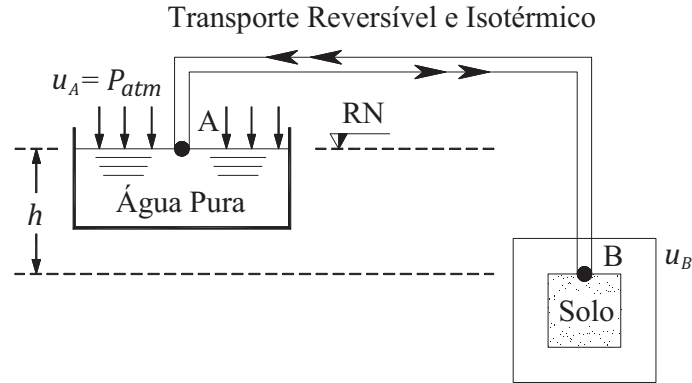 Transporte Reversível e Isotérmico
u_A = P_atm
A
RN
h
Água Pura
B
u_B
Solo